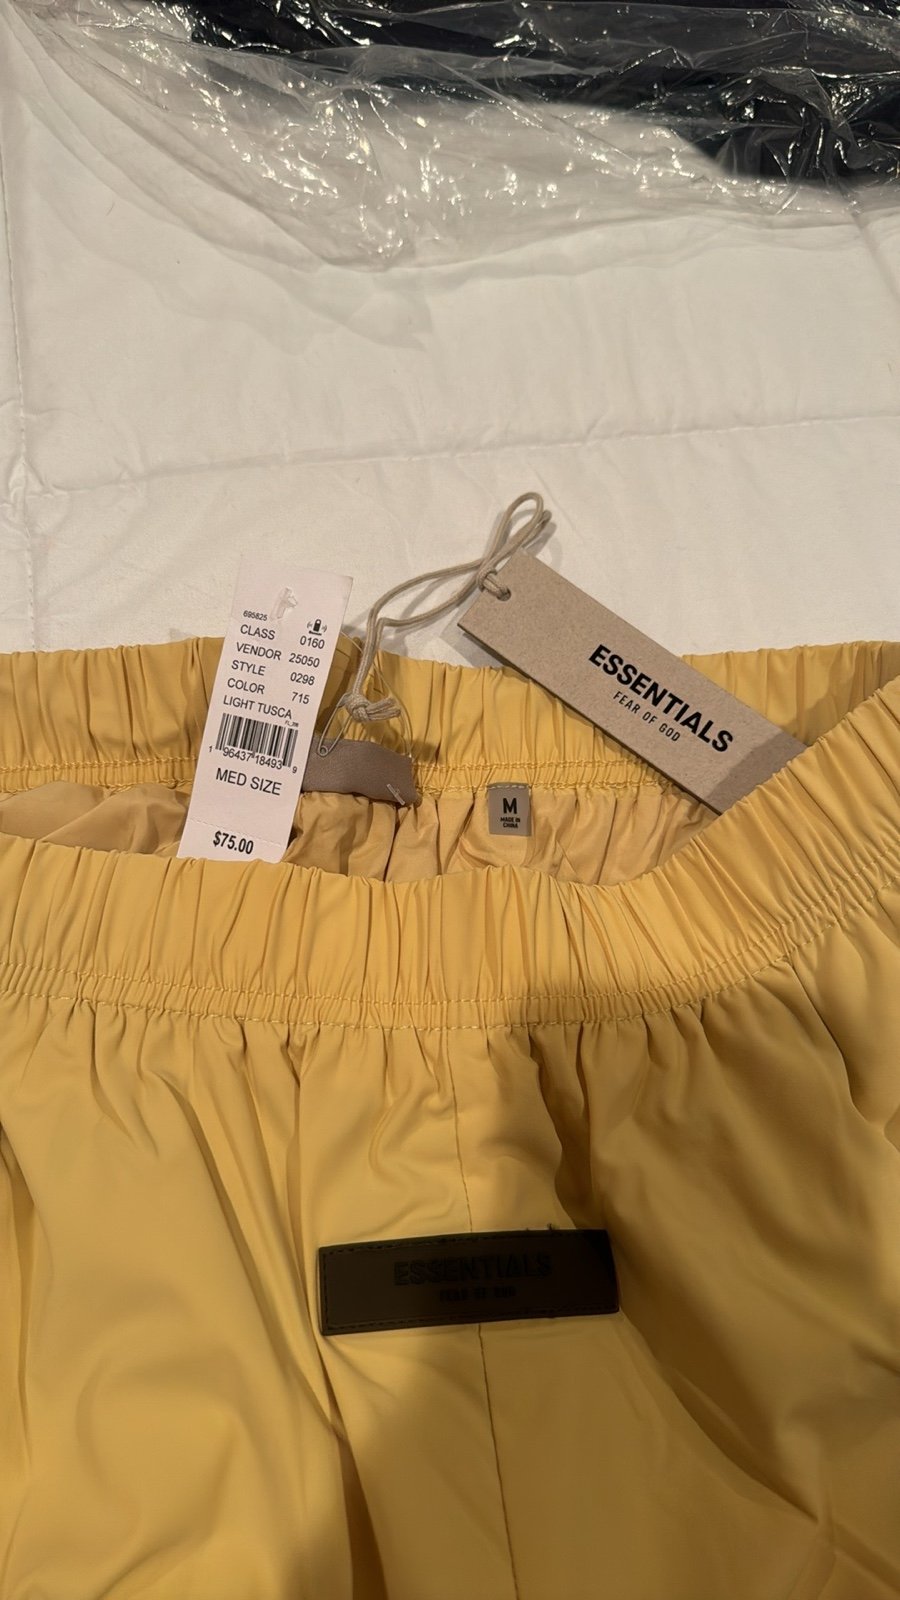 695825
CLASS 0160
VENDOR 25050
STYLE 0298
COLOR 715
LIGHT TUSCA
1 96437 18493 9
MED SIZE
$75.00
ESSENTIALS
FEAR OF GOD
M
MADE IN
CHINA
ESSENTIALS
FEAR OF GOD